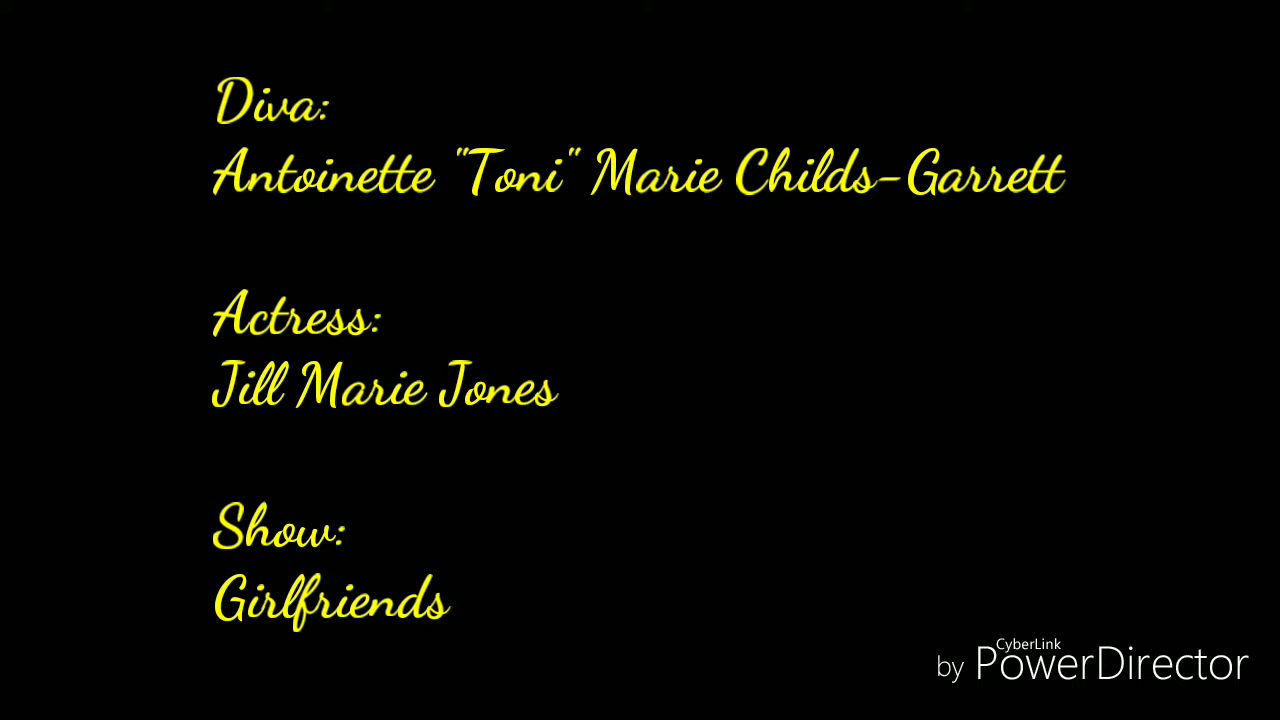 Diva:
Antoinette "Toni" Marie Childs-Garrett
Actress:
Jill Marie Jones
Show:
Girlfriends
CyberLink
by PowerDirector